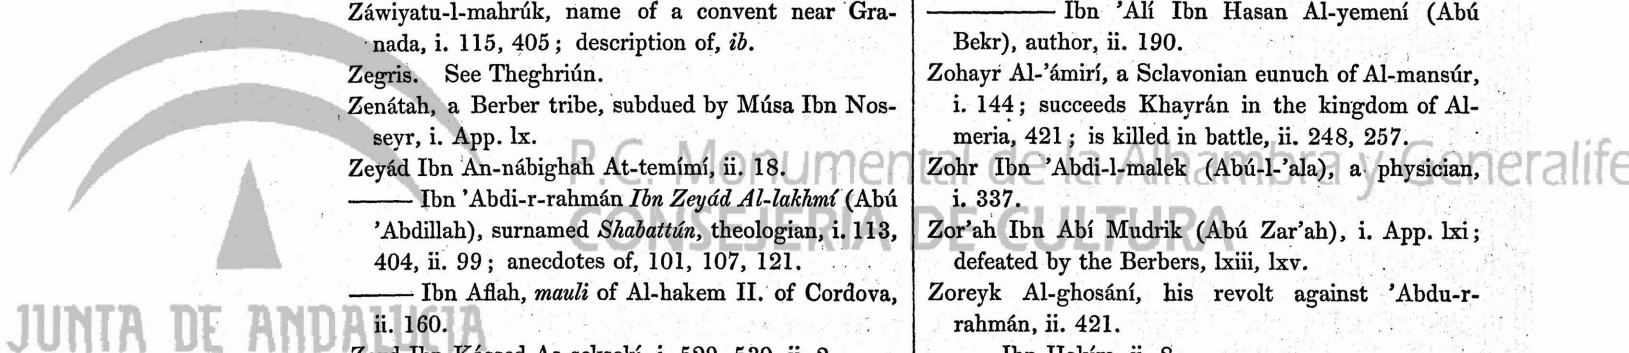 Záwiyatu-l-mahrúk, name of a convent near Gra-
nada, i. 115, 405; description of, ib.
Zegris. See Theghriún.
Zenátah, a Berber tribe, subdued by Músa Ibn Nos-
seyr, i. App. lx.
Zeyád Ibn An-nábighah At-temímí, ii. 18.
——— Ibn 'Abdi-r-rahmán Ibn Zeyád Al-lakhmí (Abú
'Abdillah), surnamed Shabattún, theologian, i. 113,
404, ii. 99; anecdotes of, 101, 107, 121.
——— Ibn Aflah, mauli of Al-hakem II. of Cordova,
ii. 160.
——— Ibn 'Alí Ibn Hasan Al-yemení (Abú
Bekr), author, ii. 190.
Zohayr Al-'ámirí, a Sclavonian eunuch of Al-mansúr,
i. 144; succeeds Khayrán in the kingdom of Al-
meria, 421; is killed in battle, ii. 248, 257.
Zohr Ibn 'Abdi-l-malek (Abú-l-'ala), a physician,
i. 337.
Zor'ah Ibn Abí Mudrik (Abú Zar'ah), i. App. lxi;
defeated by the Berbers, lxiii, lxv.
Zoreyk Al-ghosání, his revolt against 'Abdu-r-
rahmán, ii. 421.
P.C. Monumental de la Alhambra y Generalife
CONSEJERÍA DE CULTURA
JUNTA DE ANDALUCIA